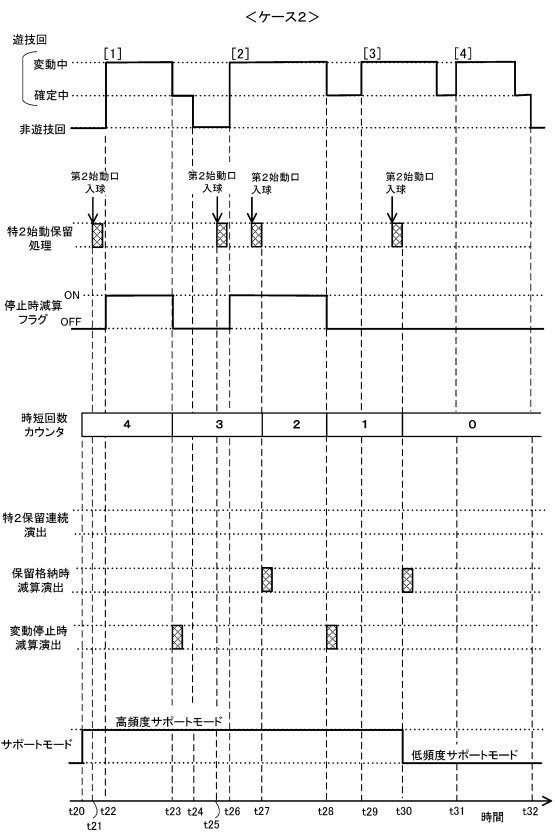 ＜ケース2＞
遊技回
変動中
確定中
非遊技回
[1]
[2]
[3]
[4]
第2始動口
入球
第2始動口
入球
第2始動口
入球
第2始動口
入球
特2始動保留
処理
停止時減算
フラグ
ON
OFF
時短回数
カウンタ
4
3
2
1
0
特2保留連続
演出
保留格納時
減算演出
変動停止時
減算演出
サポートモード
高頻度サポートモード
低頻度サポートモード
t20
t21
t22
t23
t24
t25
t26
t27
t28
t29
t30
t31
t32
時間